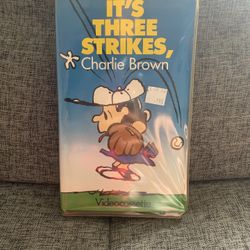 IT'S
THREE
STRIKES,
Charlie Brown
Videocassette